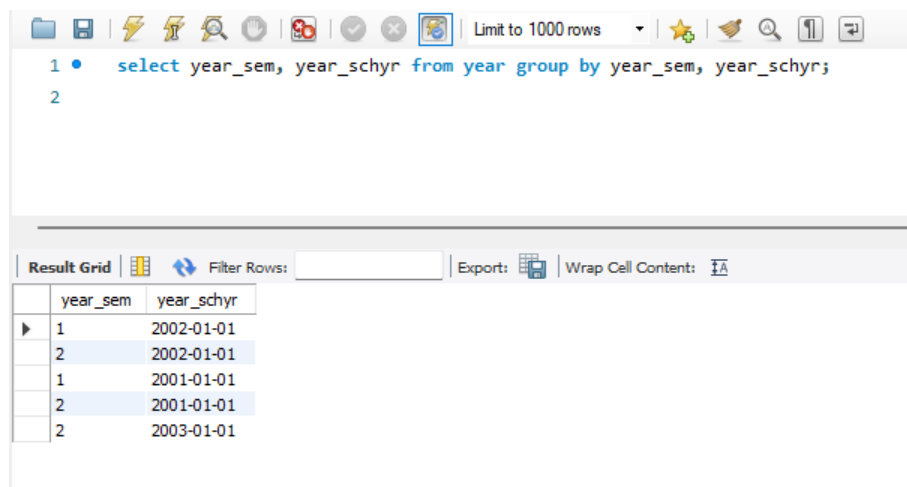 Limit to 1000 rows
1 select year_sem, year_schyr from year group by year_sem, year_schyr;
2
Result Grid Filter Rows: Export: Wrap Cell Content:
year_sem year_schyr
1 2002-01-01
2 2002-01-01
1 2001-01-01
2 2001-01-01
2 2003-01-01